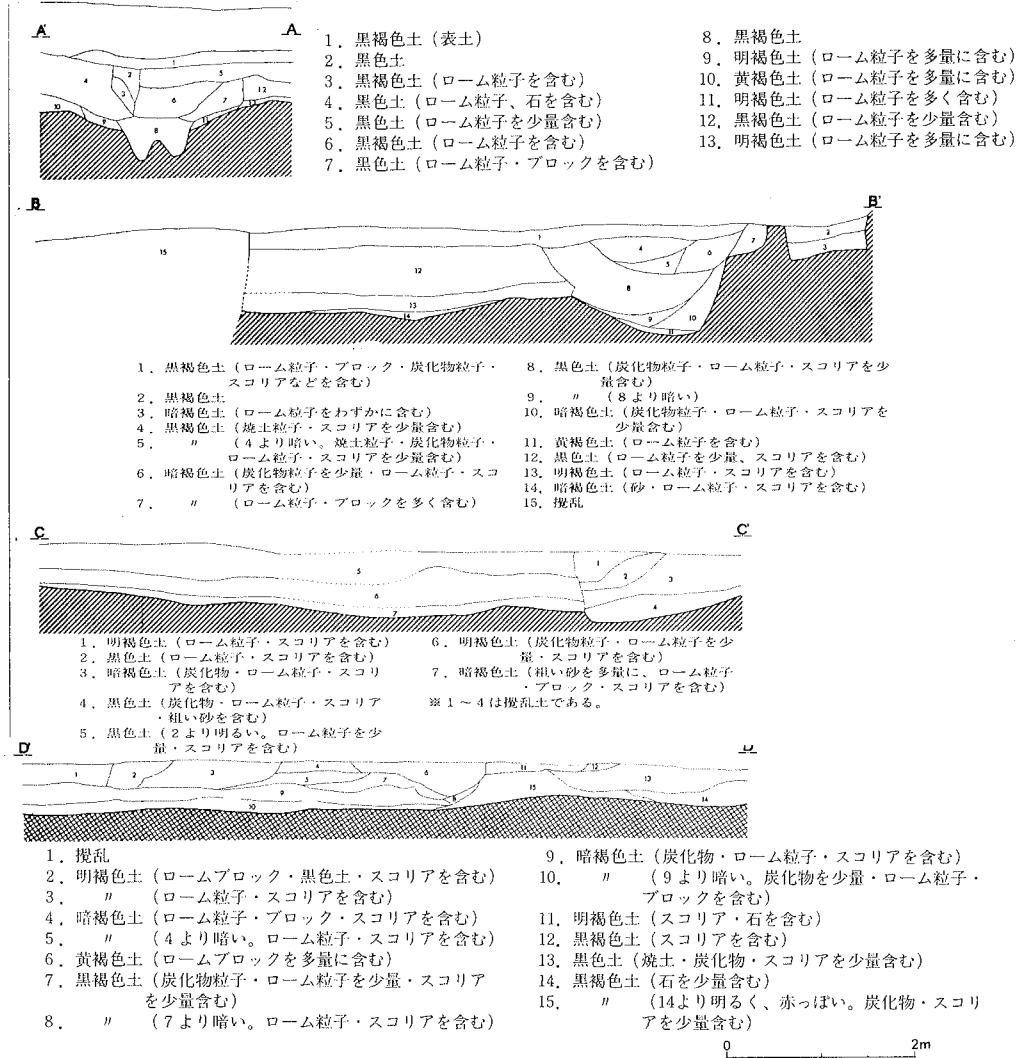 A' A
1. 黒褐色土（表土）
2. 黒色土
3. 黒褐色土（ローム粒子を含む）
4. 黒色土（ローム粒子、石を含む）
5. 黒色土（ローム粒子を少量含む）
6. 黒褐色土（ローム粒子を含む）
7. 黒色土（ローム粒子・ブロックを含む）
8. 黒褐色土
9. 明褐色土（ローム粒子を多量に含む）
10. 黄褐色土（ローム粒子を多量に含む）
11. 明褐色土（ローム粒子を多く含む）
12. 黒褐色土（ローム粒子を少量含む）
13. 明褐色土（ローム粒子を多量に含む）
B B'
1. 黒褐色土（ローム粒子・ブロック・炭化物粒子・
スコリアなどを含む）
2. 黒褐色土
3. 暗褐色土（ローム粒子をわずかに含む）
4. 黒褐色土（焼土粒子・スコリアを少量含む）
5. 〃 （4より暗い。焼土粒子・炭化物粒子・
ローム粒子・スコリアを少量含む）
6. 暗褐色土（炭化物粒子を少量・ローム粒子・スコ
リアを含む）
7. 〃 （ローム粒子・ブロックを多く含む）
8. 黒色土（炭化物粒子・ローム粒子・スコリアを少
量含む）
9. 〃 （8より暗い）
10. 暗褐色土（炭化物粒子・ローム粒子・スコリアを
少量含む）
11. 黄褐色土（ローム粒子を含む）
12. 黒色土（ローム粒子を少量、スコリアを含む）
13. 明褐色土（ローム粒子・スコリアを含む）
14. 暗褐色土（砂・ローム粒子・スコリアを含む）
15. 攪乱
C C'
1. 明褐色土（ローム粒子・スコリアを含む）
2. 黒色土（ローム粒子・スコリアを含む）
3. 暗褐色土（炭化物・ローム粒子・スコリ
アを含む）
4. 黒色土（炭化物・ローム粒子・スコリア
・粗い砂を含む）
5. 黒色土（2より明るい。ローム粒子を少
量・スコリアを含む）
6. 明褐色土（炭化物粒子・ローム粒子を少
量・スコリアを含む）
7. 暗褐色土（粗い砂を多量に、ローム粒子
・ブロック・スコリアを含む）
※1～4は攪乱土である。
D' D
1. 攪乱
2. 明褐色土（ロームブロック・黒色土・スコリアを含む）
3. 〃 （ローム粒子・スコリアを含む）
4. 暗褐色土（ローム粒子・ブロック・スコリアを含む）
5. 〃 （4より暗い。ローム粒子・スコリアを含む）
6. 黄褐色土（ロームブロックを多量に含む）
7. 黒褐色土（炭化物粒子・ローム粒子を少量・スコリア
を少量含む）
8. 〃 （7より暗い。ローム粒子・スコリアを含む）
9. 暗褐色土（炭化物・ローム粒子・スコリアを含む）
10. 〃 （9より暗い。炭化物を少量・ローム粒子・
ブロックを含む）
11. 明褐色土（スコリア・石を含む）
12. 黒褐色土（スコリアを含む）
13. 黒色土（焼土・炭化物・スコリアを少量含む）
14. 黒褐色土（石を少量含む）
15. 〃 （14より明るく、赤っぽい。炭化物・スコリ
アを少量含む）
0 2m